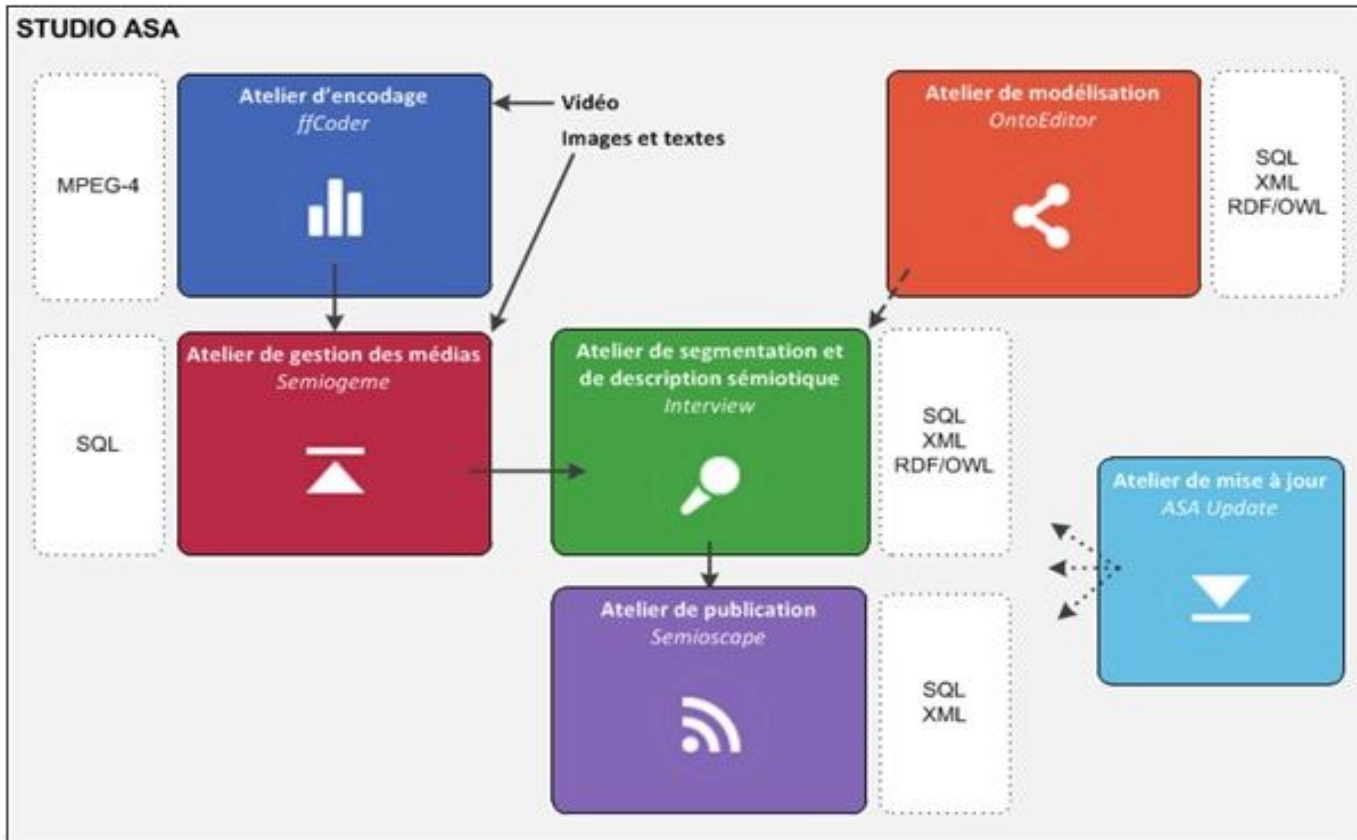 STUDIO ASA
MPEG-4
Atelier d'encodage
ffCoder
Vidéo
Images et textes
Atelier de modélisation
OntoEditor
SQL
XML
RDF/OWL
SQL
Atelier de gestion des médias
Semiogeme
Atelier de segmentation et
de description sémiotique
Interview
SQL
XML
RDF/OWL
Atelier de mise à jour
ASA Update
Atelier de publication
Semioscape
SQL
XML